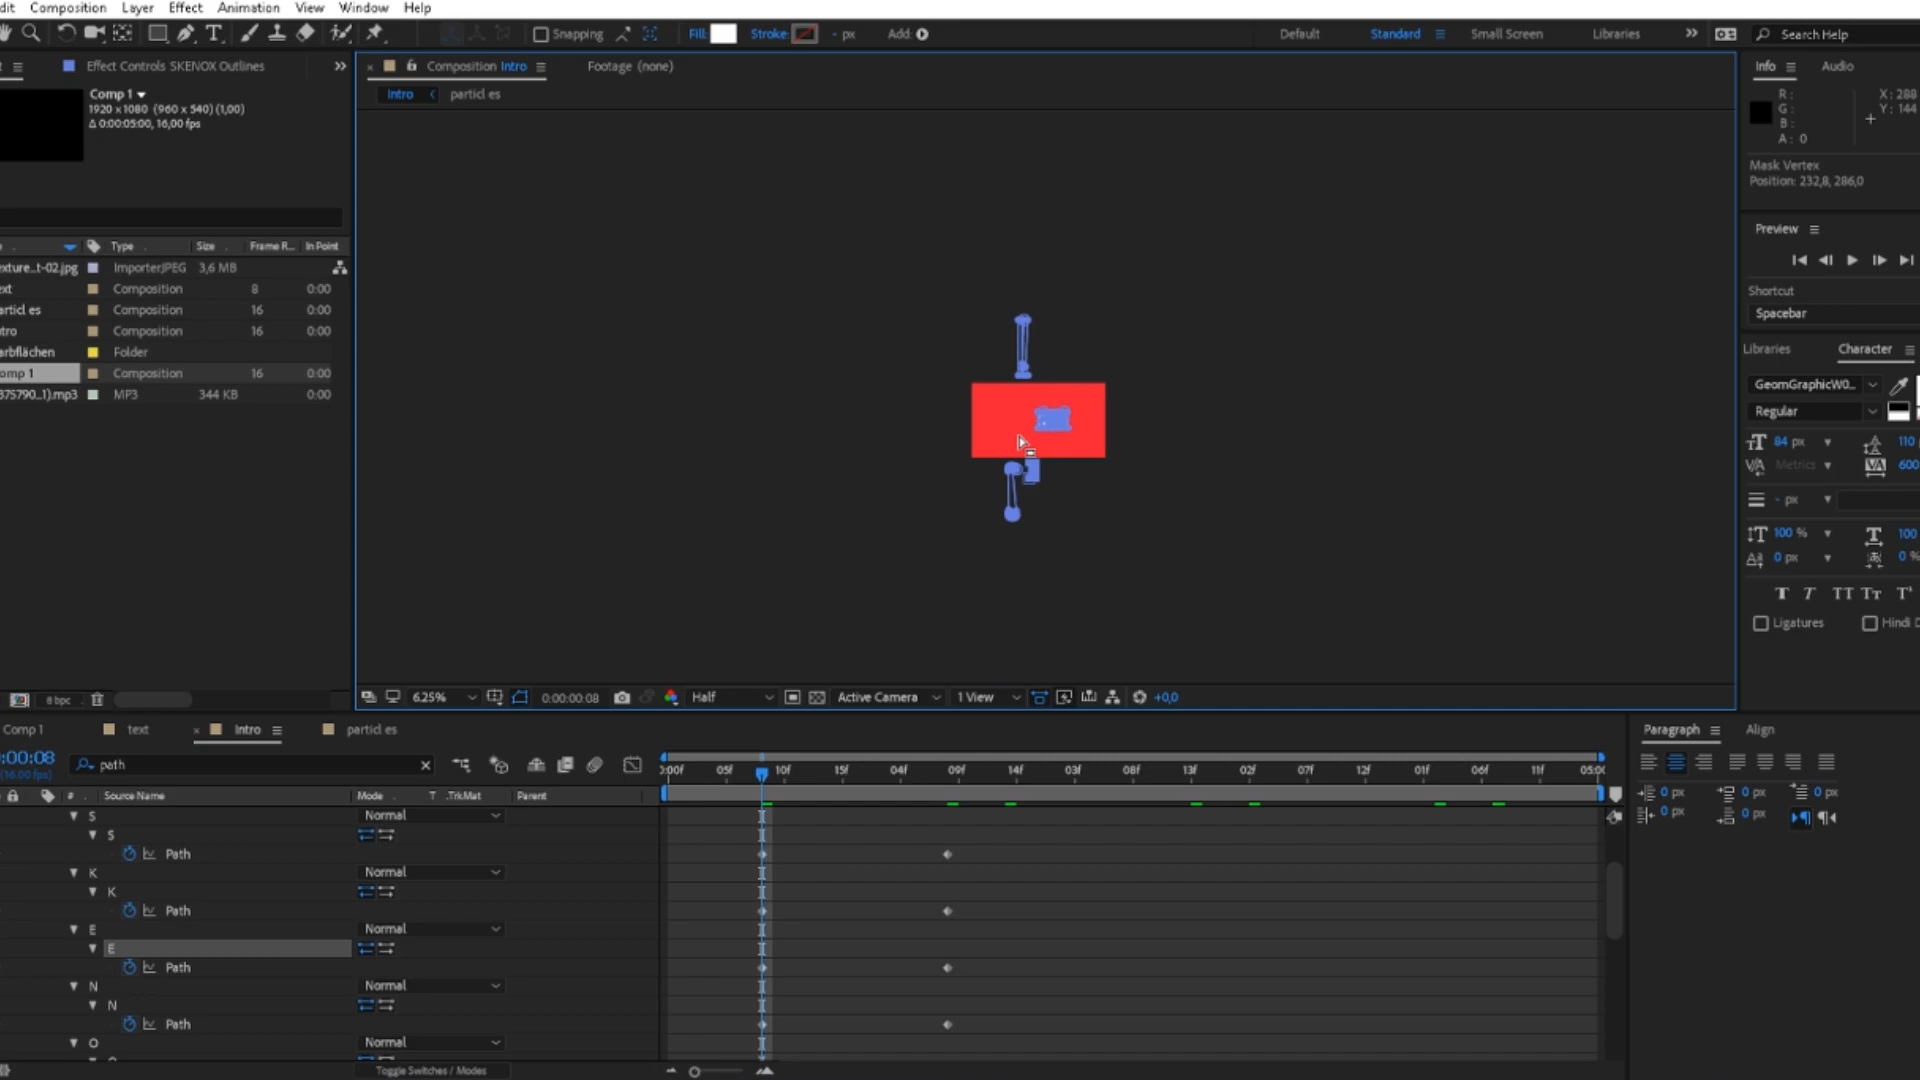 dit Composition Layer Effect Animation View Window Help
Snapping Fill: Stroke: - px Add: Default Standard Small Screen Libraries » Search Help
Effect Controls SKENOX Outlines »
× Composition Intro Footage (none)
Intro < particl es
Comp 1
1920 x 1080 (960 x 540) (1,00)
Δ 0:00:05:00, 16,00 fps
Info Audio
R: X: 288
G: Y: 144
B:
A: 0
Mask Vertex
Position: 232,8, 286,0
Preview
Shortcut
Spacebar
Type Size Frame R... In Point
exture...t-02.jpg ImporterJPEG 3,6 MB
ext Composition 8 0:00
articl es Composition 16 0:00
ntro Composition 16 0:00
arbflächen Folder
omp 1 Composition 16 0:00
375790...1).mp3 MP3 344 KB 0:00
Libraries Character
GeomGraphicW0...
Regular
84 px 110
Metrics 600
- px
100 % 100
0 px 0 %
T T TT Tт T¹
Ligatures Hindi D
8 bpc
6.25% 0:00:00:08 Half Active Camera 1 View +0,0
Comp 1 text × Intro particl es
Paragraph Align
:00:08
(16.00 fps)
path ×
:00f 05f 10f 15f 04f 09f 14f 03f 08f 13f 02f 07f 12f 01f 06f 11f 05:0
0 px 0 px 0 px
0 px 0 px
# Source Name Mode T .TrkMat Parent
S Normal
S
Path
K Normal
K
Path
E Normal
E
Path
N Normal
N
Path
O Normal
Toggle Switches / Modes